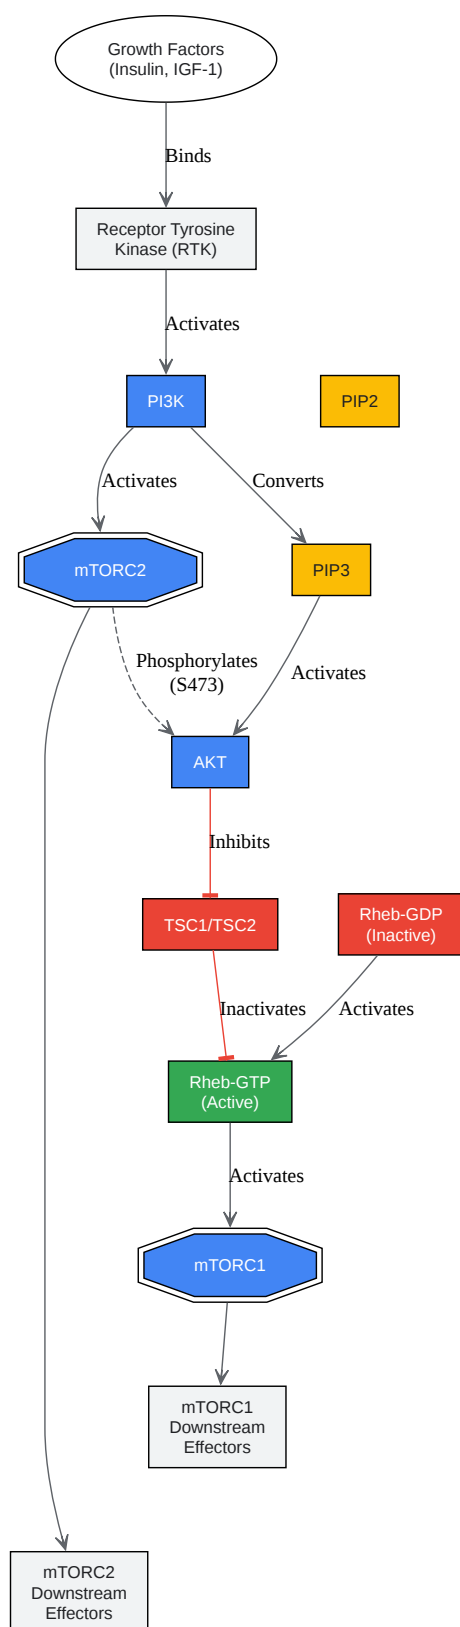 Growth Factors
(Insulin, IGF-1)
Binds
Receptor Tyrosine
Kinase (RTK)
Activates
PI3K
PIP2
Activates
Converts
mTORC2
PIP3
Phosphorylates
(S473)
Activates
AKT
Inhibits
TSC1/TSC2
Rheb-GDP
(Inactive)
Inactivates
Activates
Rheb-GTP
(Active)
Activates
mTORC1
mTORC1
Downstream
Effectors
mTORC2
Downstream
Effectors